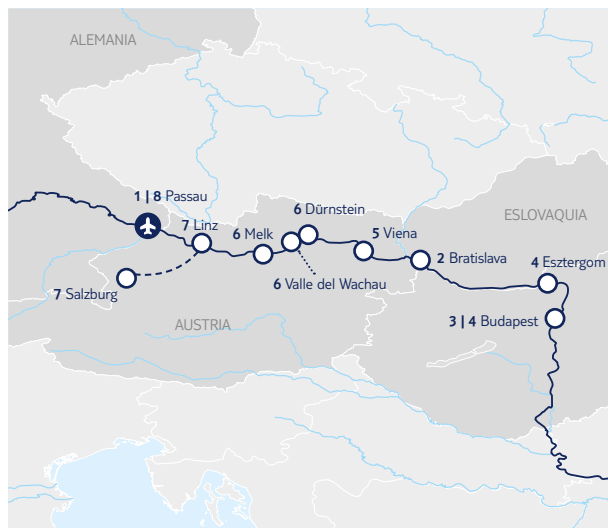 ALEMANIA
1 | 8 Passau
6 Dürnstein
ESLOVAQUIA
7 Linz
6 Melk
5 Viena
2 Bratislava
4 Esztergom
7 Salzburg
6 Valle del Wachau
3 | 4 Budapest
AUSTRIA